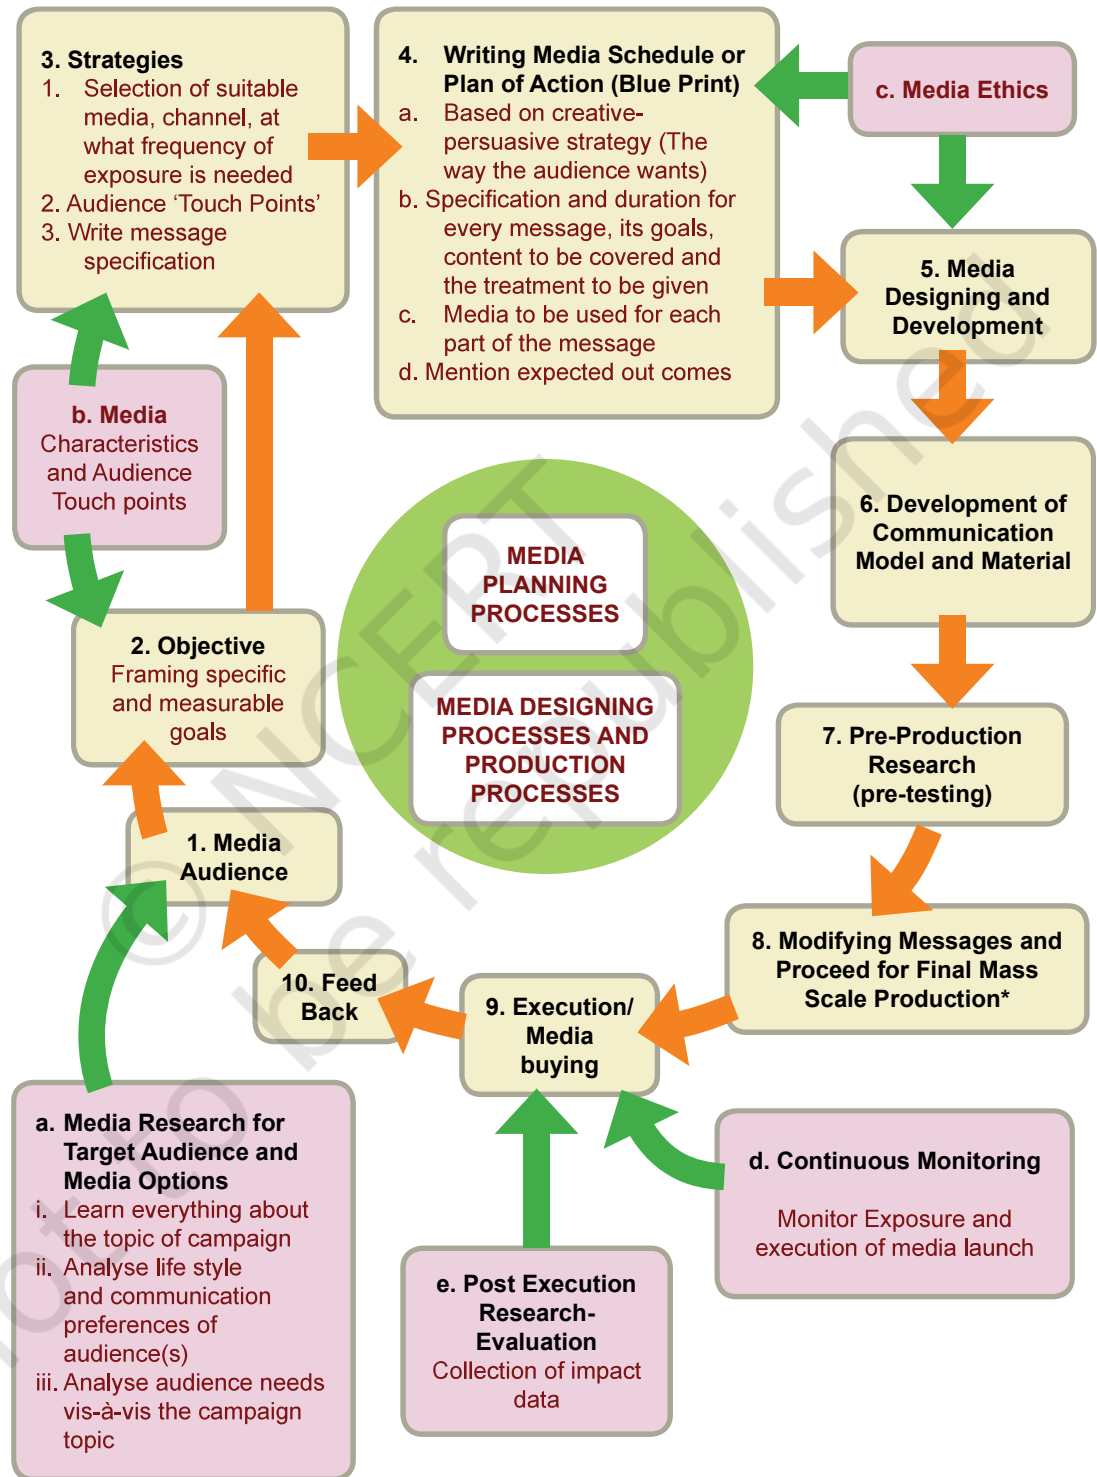 3. Strategies
1. Selection of suitable
media, channel, at
what frequency of
exposure is needed
2. Audience ‘Touch Points’
3. Write message
specification
4. Writing Media Schedule or
Plan of Action (Blue Print)
a. Based on creative-
persuasive strategy (The
way the audience wants)
b. Specification and duration for
every message, its goals,
content to be covered and
the treatment to be given
c. Media to be used for each
part of the message
d. Mention expected out comes
c. Media Ethics
5. Media
Designing and
Development
b. Media
Characteristics
and Audience
Touch points
6. Development of
Communication
Model and Material
MEDIA
PLANNING
PROCESSES
2. Objective
Framing specific
and measurable
goals
MEDIA DESIGNING
PROCESSES AND
PRODUCTION
PROCESSES
7. Pre-Production
Research
(pre-testing)
1. Media
Audience
8. Modifying Messages and
Proceed for Final Mass
Scale Production*
10. Feed
Back
9. Execution/
Media
buying
a. Media Research for
Target Audience and
Media Options
i. Learn everything about
the topic of campaign
ii. Analyse life style
and communication
preferences of
audience(s)
iii. Analyse audience needs
vis-à-vis the campaign
topic
d. Continuous Monitoring
Monitor Exposure and
execution of media launch
e. Post Execution
Research-
Evaluation
Collection of impact
data
© NCERT
not to be republished